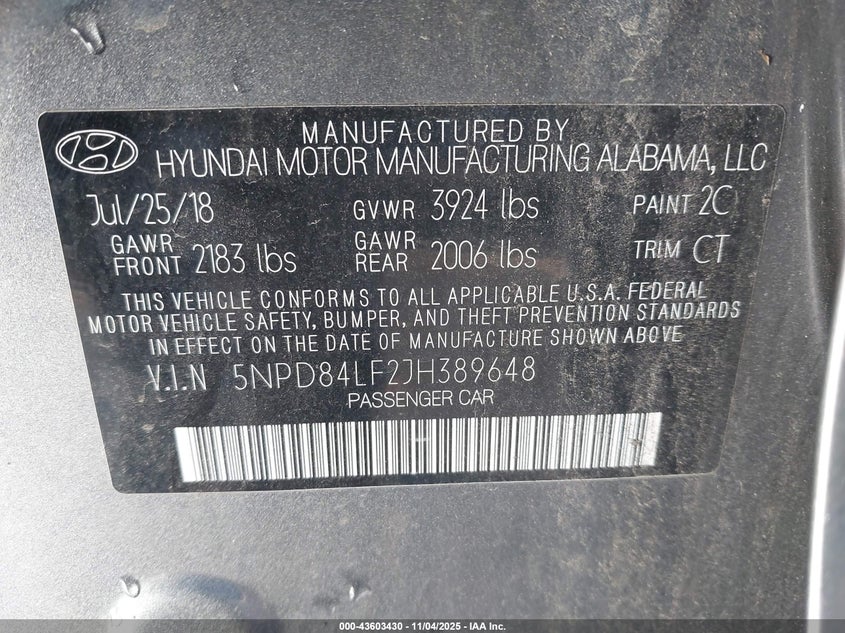 MANUFACTURED BY
HYUNDAI MOTOR MANUFACTURING ALABAMA, LLC
Jul/25/18 GVWR 3924 lbs PAINT 2C
GAWR FRONT 2183 lbs GAWR REAR 2006 lbs TRIM CT
THIS VEHICLE CONFORMS TO ALL APPLICABLE U.S.A. FEDERAL
MOTOR VEHICLE SAFETY, BUMPER, AND THEFT PREVENTION STANDARDS
IN EFFECT ON THE DATE OF MANUFACTURE SHOWN ABOVE
V.I.N 5NPD84LF2JH389648
PASSENGER CAR
000-43603430 - 11/04/2025 - IAA Inc.